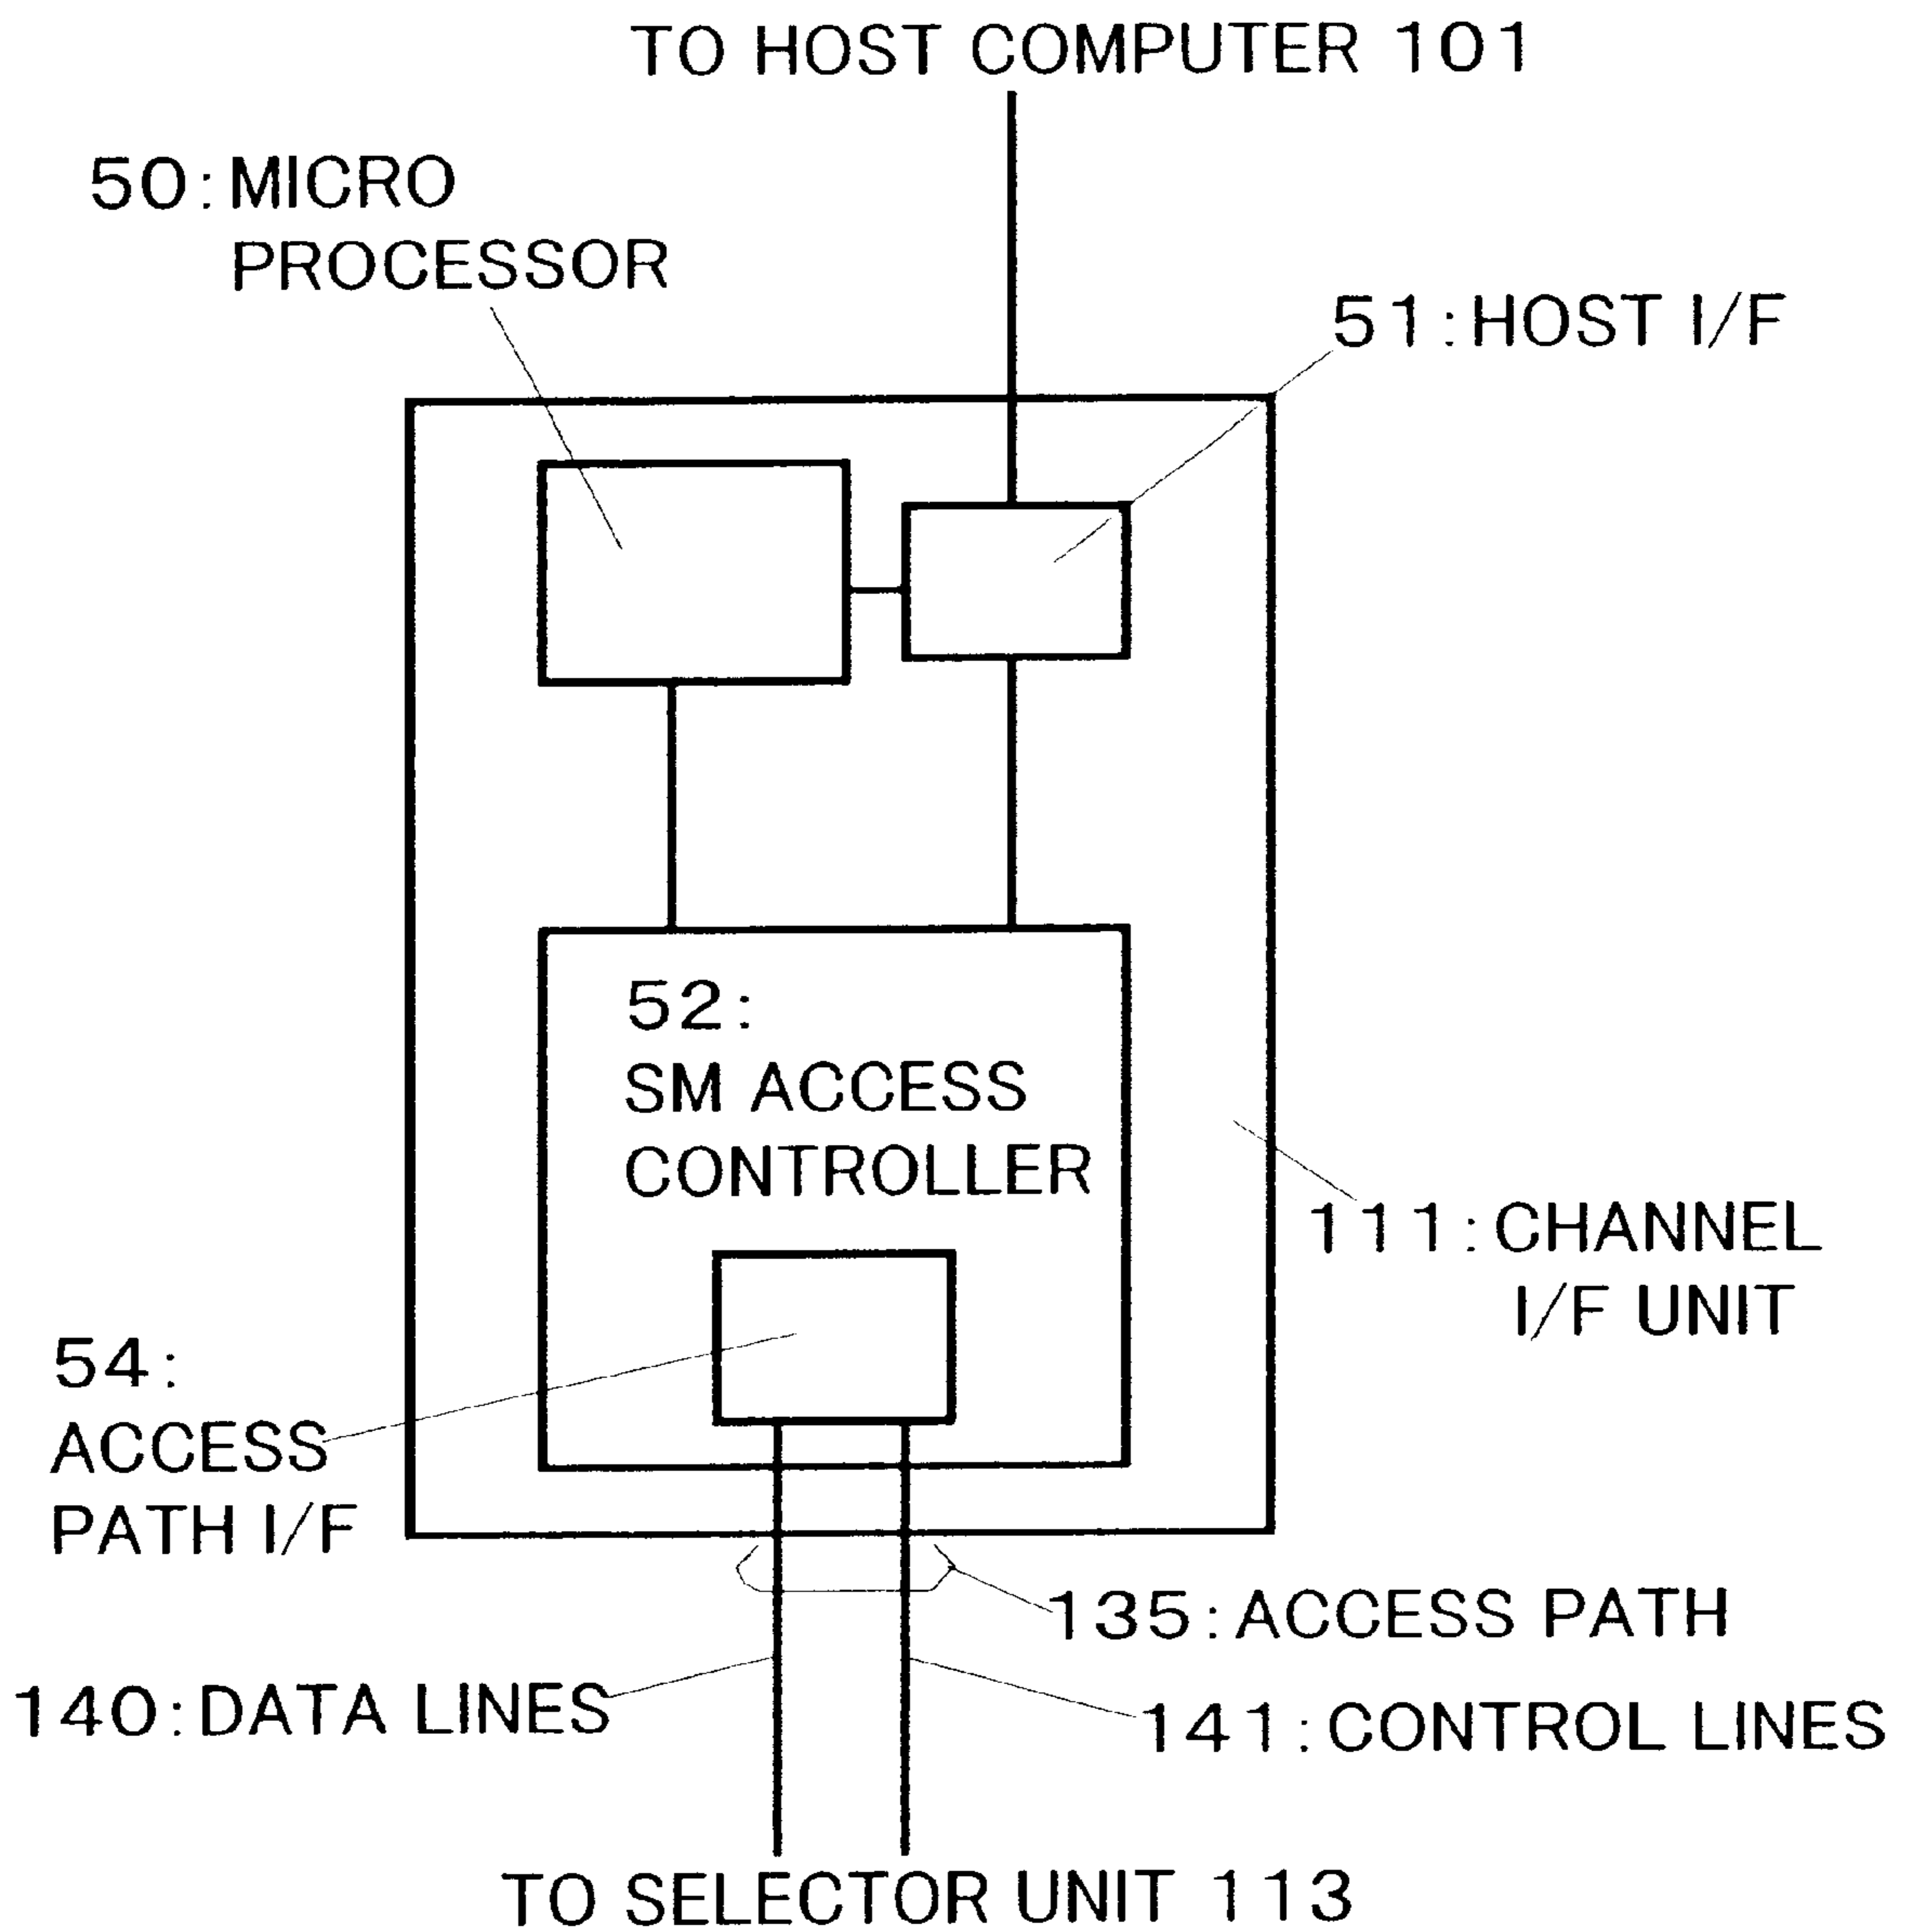 TO HOST COMPUTER 101
50:MICRO
PROCESSOR
51:HOST I/F
52:
SM ACCESS
CONTROLLER
111:CHANNEL
I/F UNIT
54:
ACCESS
PATH I/F
135:ACCESS PATH
140:DATA LINES
141:CONTROL LINES
TO SELECTOR UNIT 113